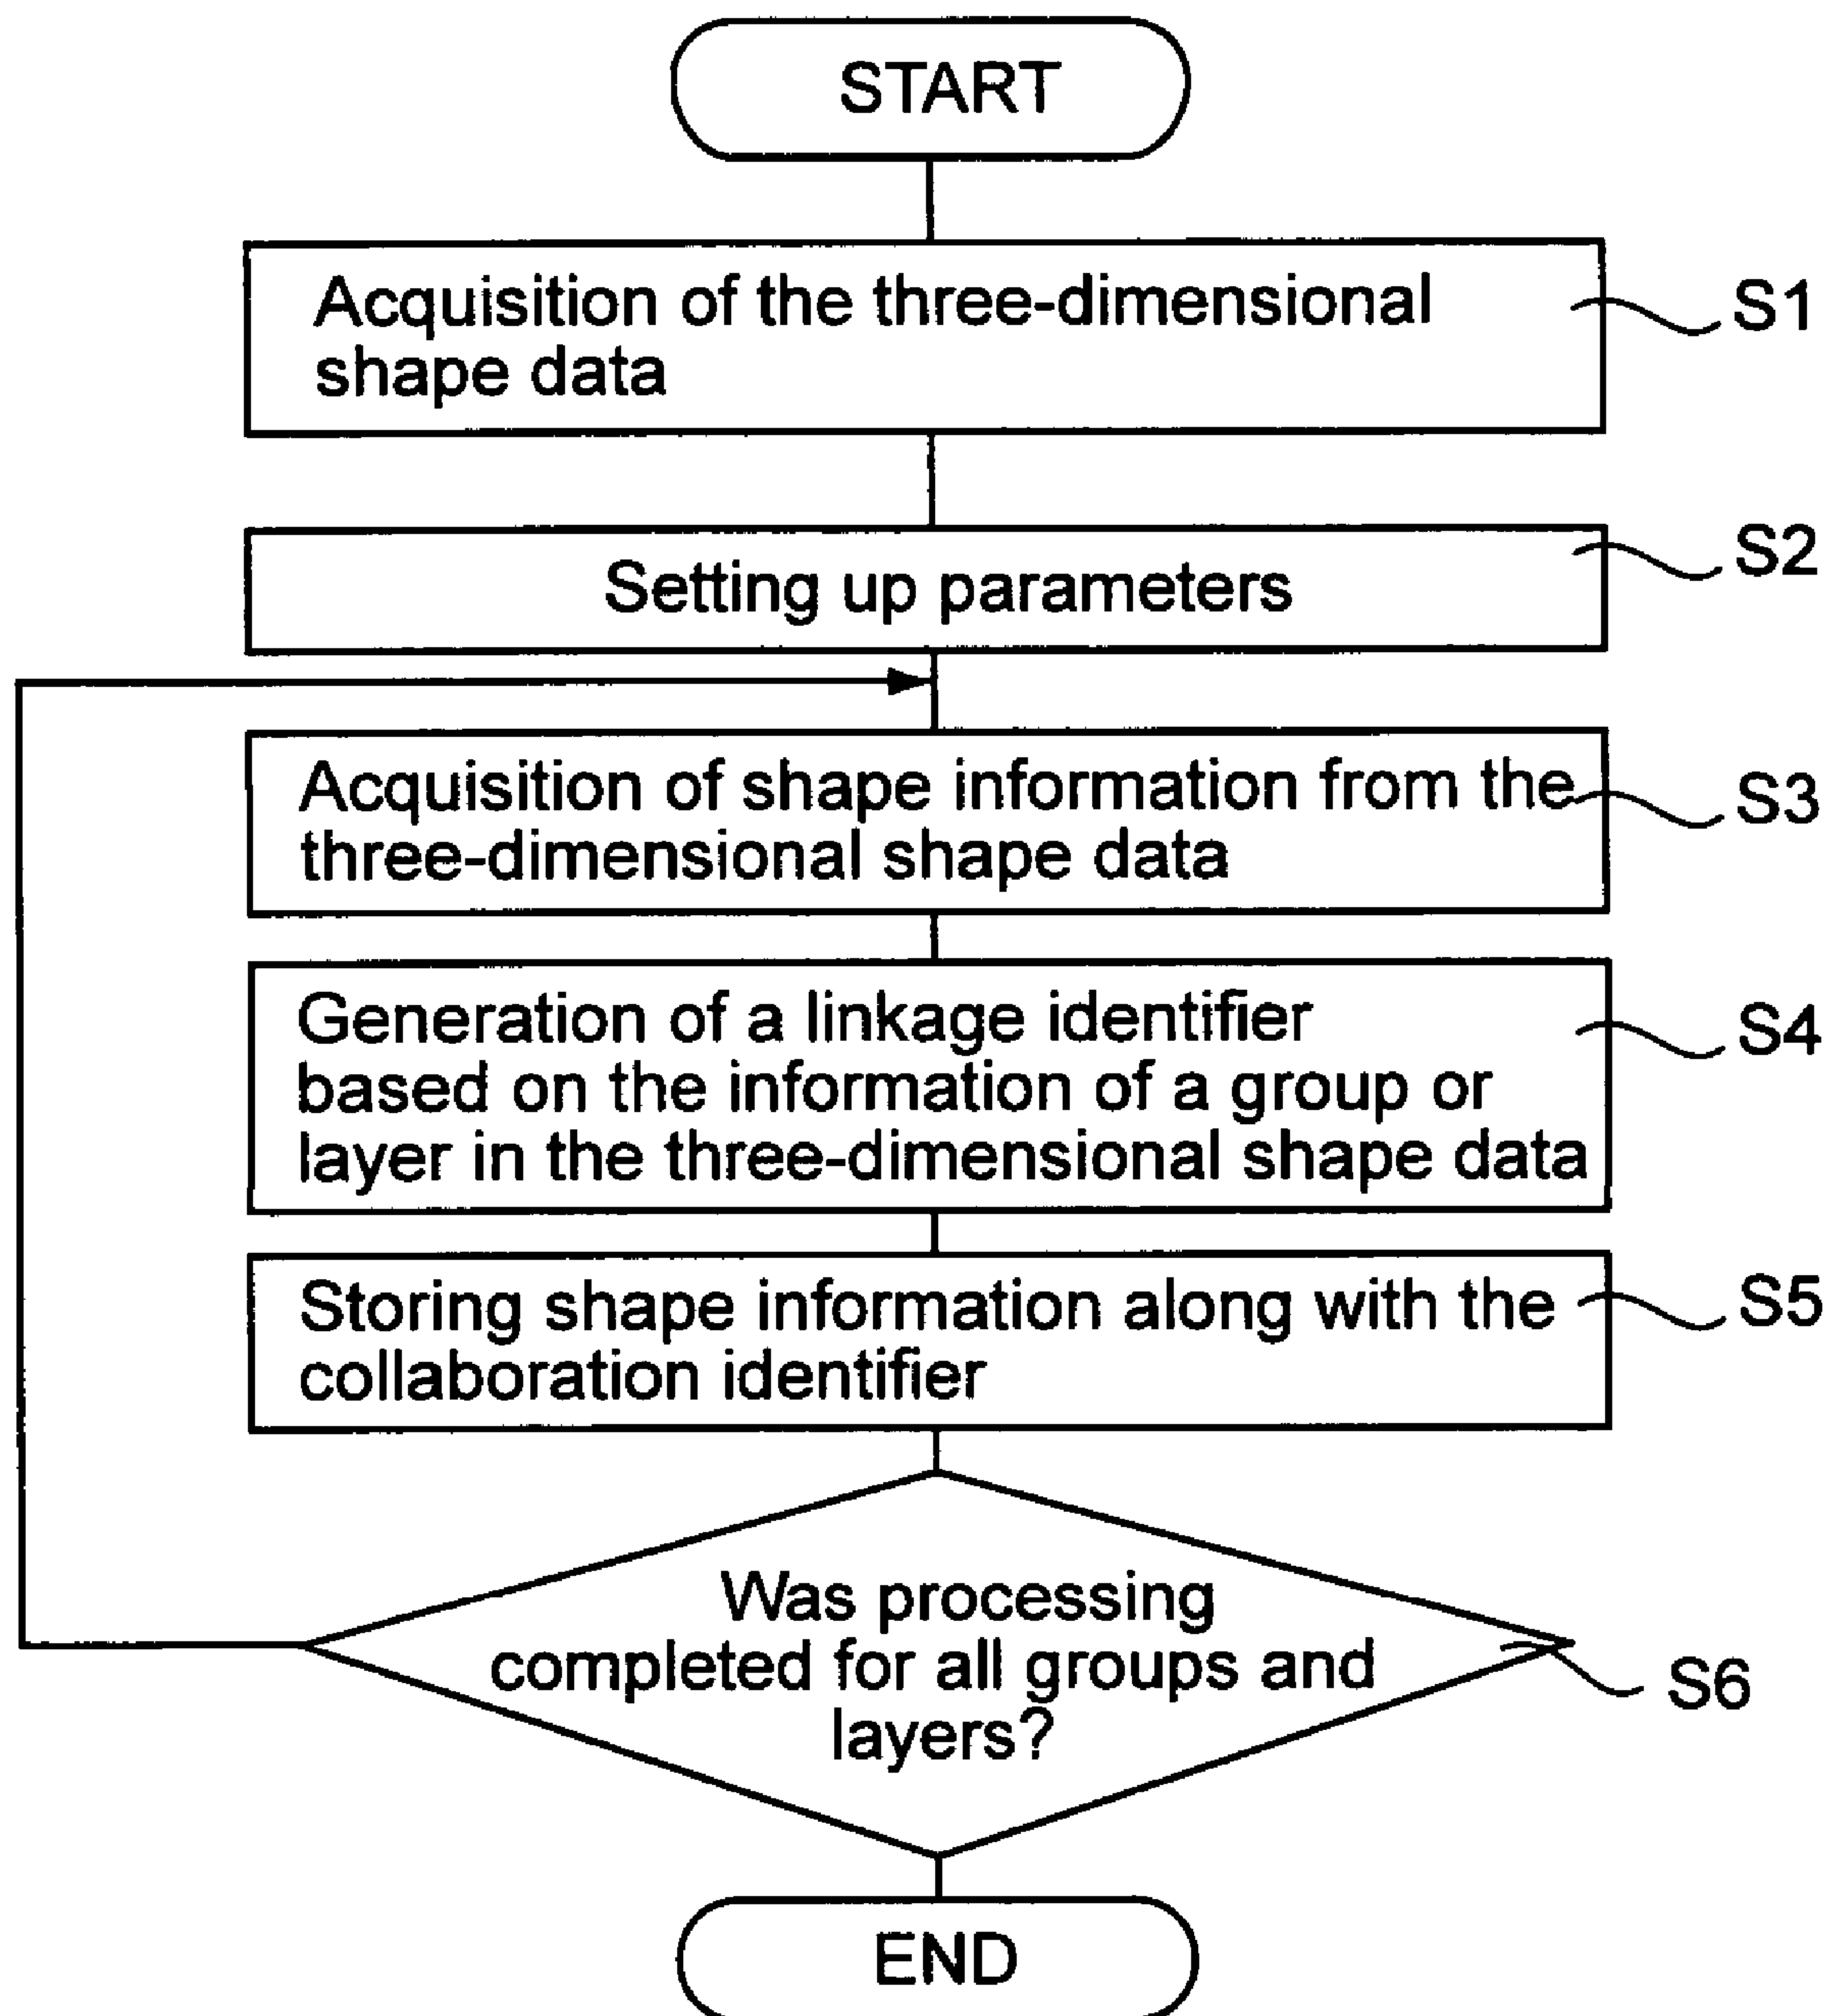 START
Acquisition of the three-dimensional
shape data
S1
Setting up parameters
S2
Acquisition of shape information from the
three-dimensional shape data
S3
Generation of a linkage identifier
based on the information of a group or
layer in the three-dimensional shape data
S4
Storing shape information along with the
collaboration identifier
S5
Was processing
completed for all groups and
layers?
S6
END